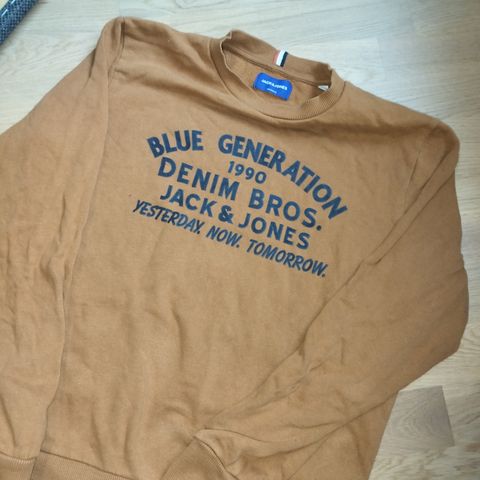 JACK&JONES
BLUE GENERATION
1990
DENIM BROS.
JACK & JONES
YESTERDAY. NOW. TOMORROW.